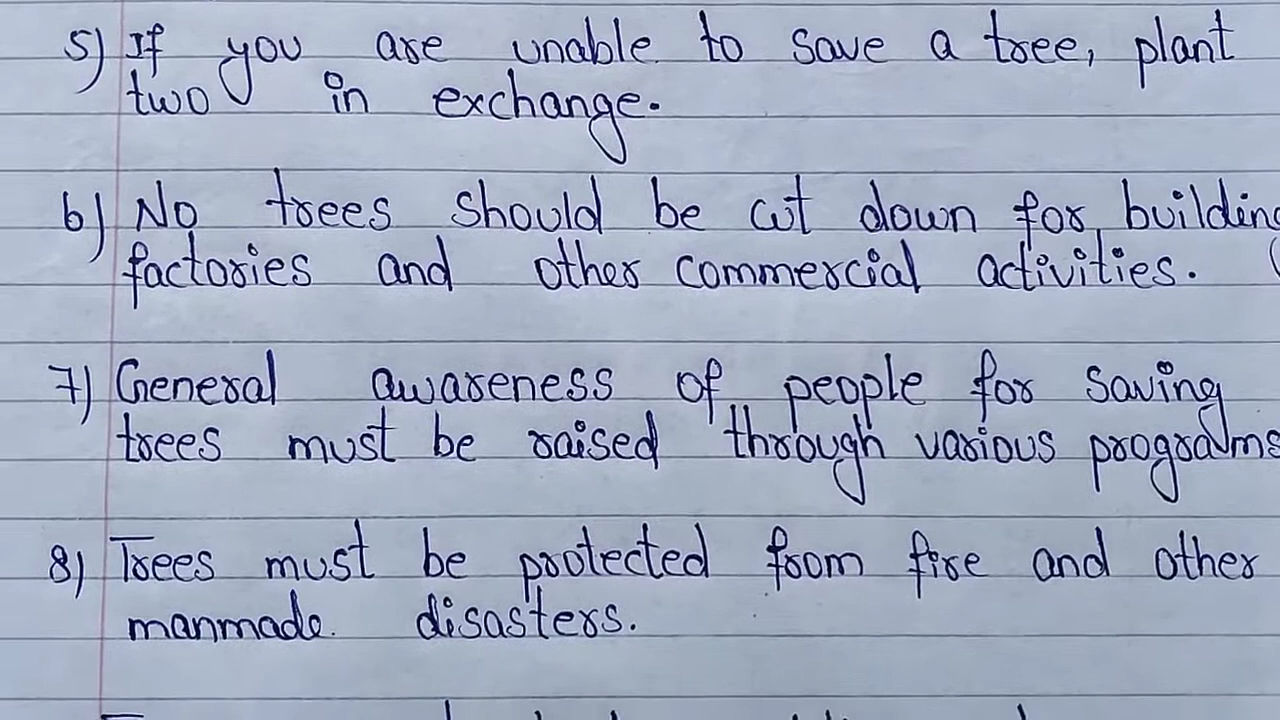 5) If you are unable to save a tree, plant
two in exchange.
6) No trees should be cut down for building
factories and other commercial activities.
7) General awareness of people for saving
trees must be raised through various programs
8) Trees must be protected from fire and other
manmade disasters.